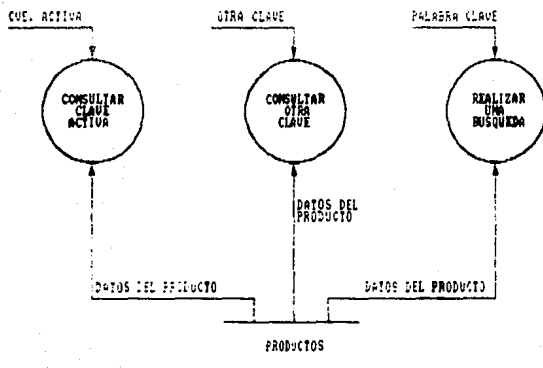 CVE. ACTIVA
OTRA CLAVE
PALABRA CLAVE
CONSULTAR
CLAVE
ACTIVA
CONSULTAR
OTRA
CLAVE
REALIZAR
UNA
BUSQUEDA
DATOS DEL
PRODUCTO
DATOS DEL PRODUCTO
DATOS DEL PRODUCTO
PRODUCTOS